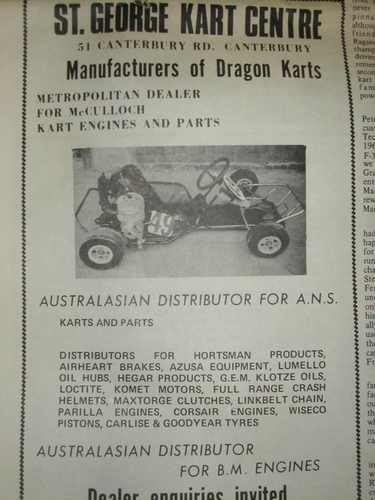 ST. GEORGE KART CENTRE
51 CANTERBURY RD. CANTERBURY
Manufacturers of Dragon Karts
METROPOLITAN DEALER
FOR McCULLOCH
KART ENGINES AND PARTS
AUSTRALASIAN DISTRIBUTOR FOR A.N.S.
KARTS AND PARTS
DISTRIBUTORS FOR HORTSMAN PRODUCTS,
AIRHEART BRAKES, AZUSA EQUIPMENT, LUMELLO
OIL HUBS, HEGAR PRODUCTS, G.E.M. KLOTZE OILS,
LOCTITE, KOMET MOTORS, FULL RANGE CRASH
HELMETS, MAXTORGE CLUTCHES, LINKBELT CHAIN,
PARILLA ENGINES, CORSAIR ENGINES, WISECO
PISTONS, CARLISE & GOODYEAR TYRES
AUSTRALASIAN DISTRIBUTOR
FOR B.M. ENGINES
Dealer enquiries invited